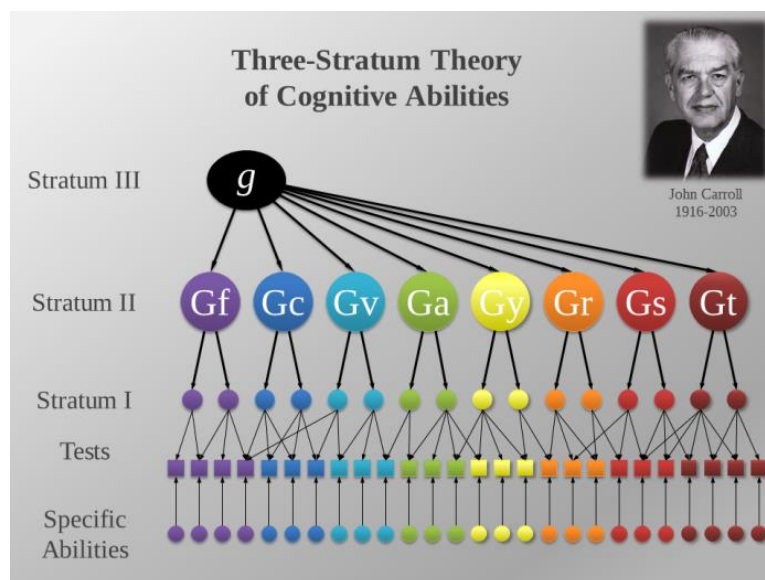 Three-Stratum Theory
of Cognitive Abilities
John Carroll
1916-2003
Stratum III
g
Stratum II
Gf Gc Gv Ga Gy Gr Gs Gt
Stratum I
Tests
Specific
Abilities